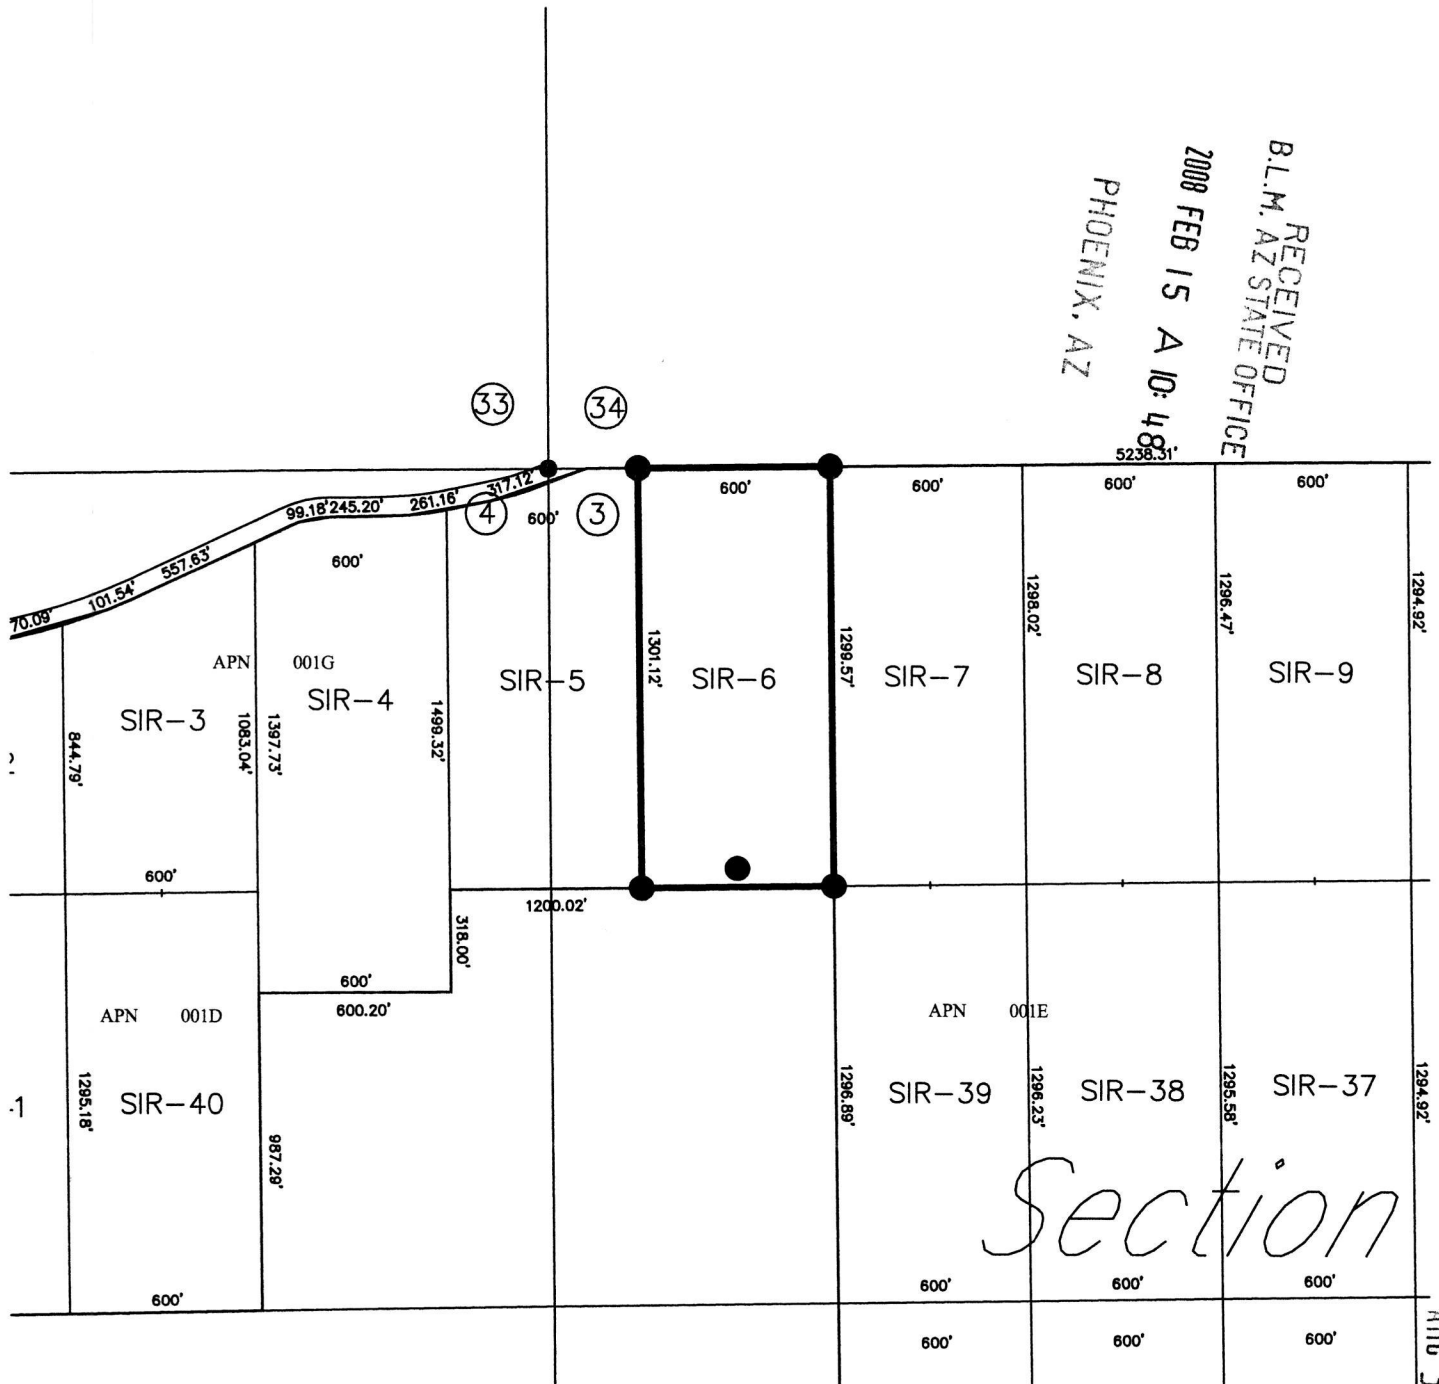 RECEIVED
B.L.M. AZ STATE OFFICE
2008 FEB 15 A 10:48
PHOENIX, AZ
33
34
5238.31'
4
3
70.09'
101.54'
557.63'
99.18'
245.20'
261.16'
317.12'
600'
600'
600'
600'
600'
600'
844.79'
1083.04'
1397.73'
1499.32'
1301.12'
1299.57'
1298.02'
1296.47'
1294.92'
APN 001G
SIR-3
SIR-4
SIR-5
SIR-6
SIR-7
SIR-8
SIR-9
600'
1200.02'
318.00'
600'
600.20'
APN 001D
APN 001E
-1
1295.18'
SIR-40
987.29'
1296.89'
SIR-39
1296.23'
SIR-38
1295.58'
SIR-37
1294.92'
Section
600'
600'
600'
600'
600'
600'
600'